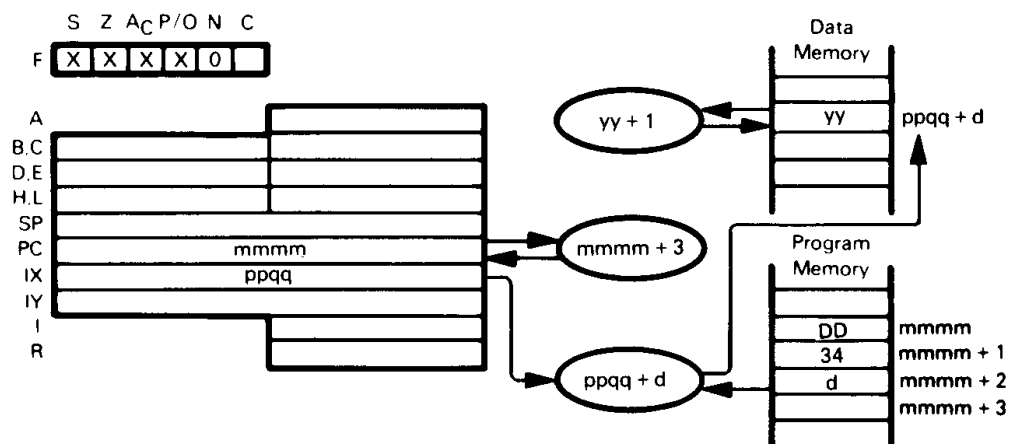 S Z AC P/O N C
F X X X X 0
A
B,C
D,E
H,L
SP
PC mmmm
IX ppqq
IY
I
R
yy + 1
mmmm + 3
ppqq + d
Data
Memory
yy ppqq + d
Program
Memory
DD mmmm
34 mmmm + 1
d mmmm + 2
mmmm + 3